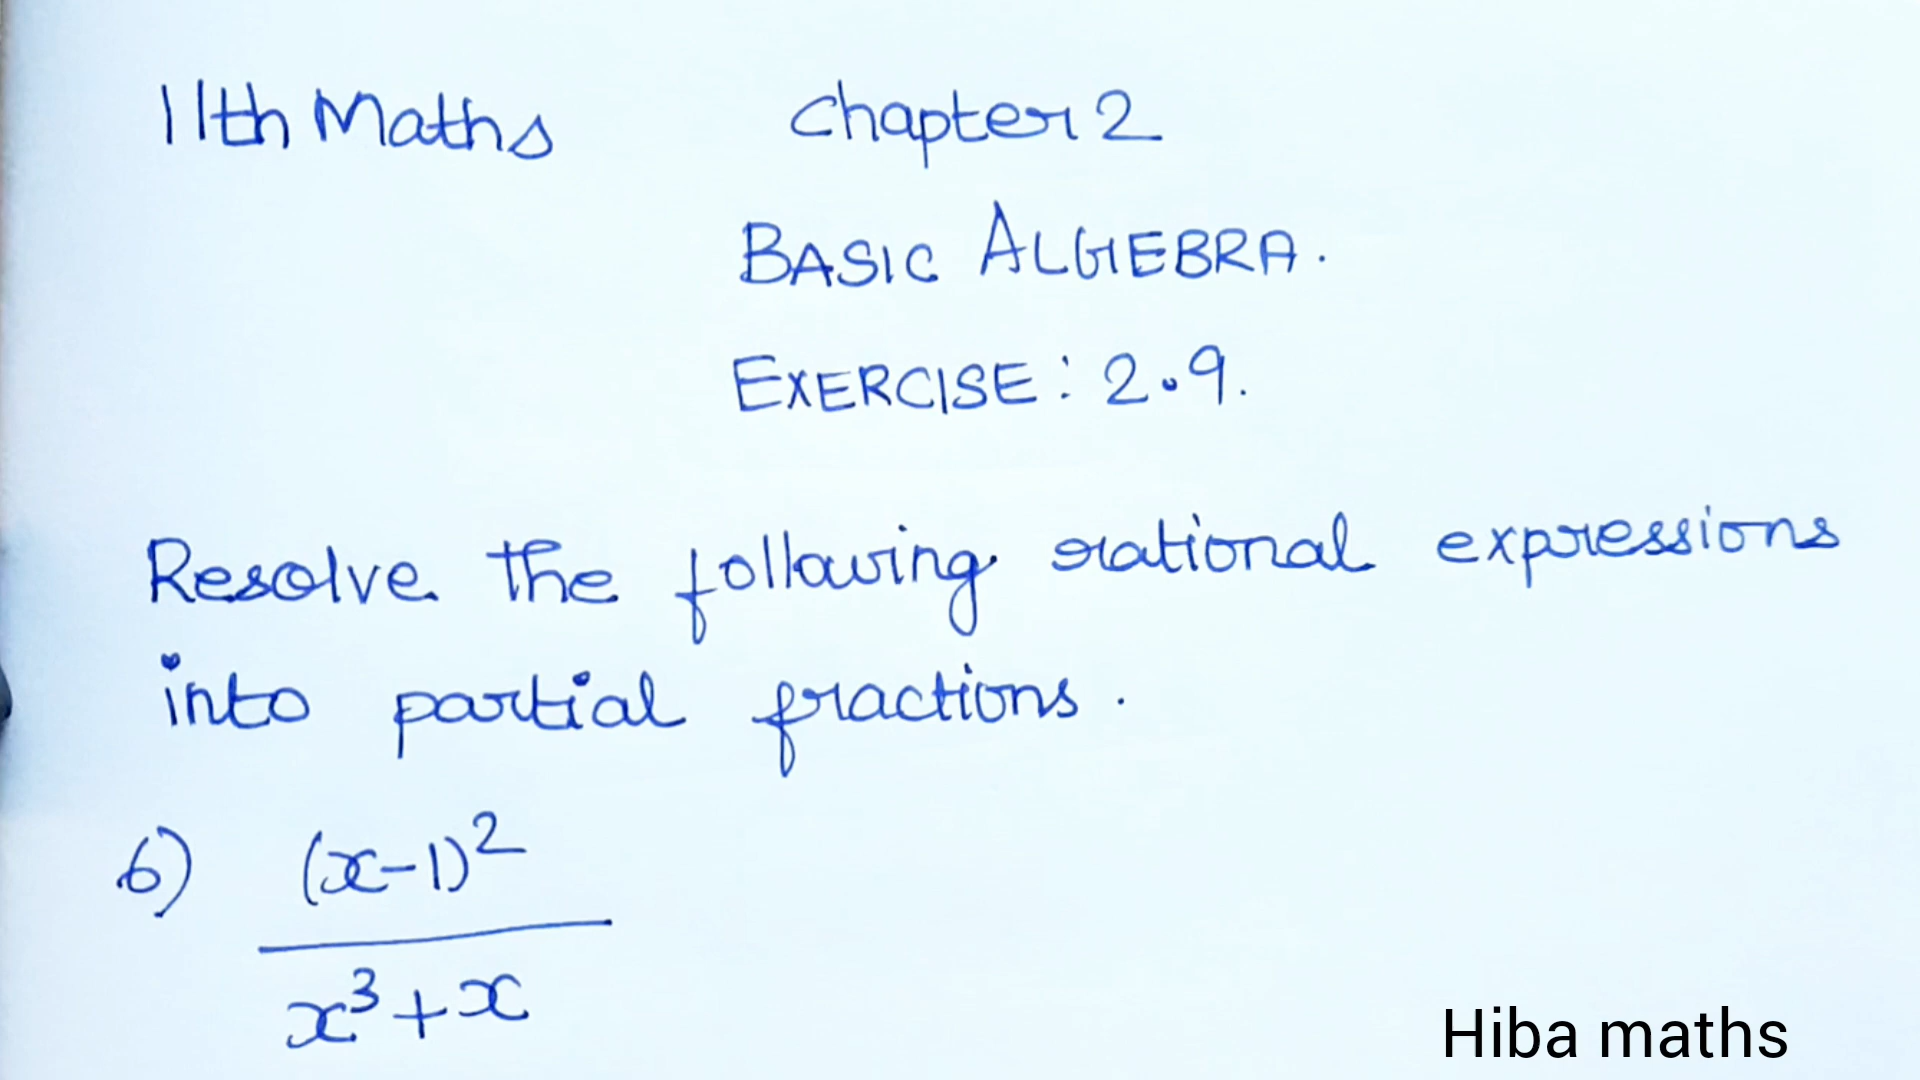 11th Maths Chapter 2
BASIC ALGEBRA.
EXERCISE: 2.9.
Resolve the following rational expressions
into partial fractions.
6) (x-1)²
x³+x
Hiba maths